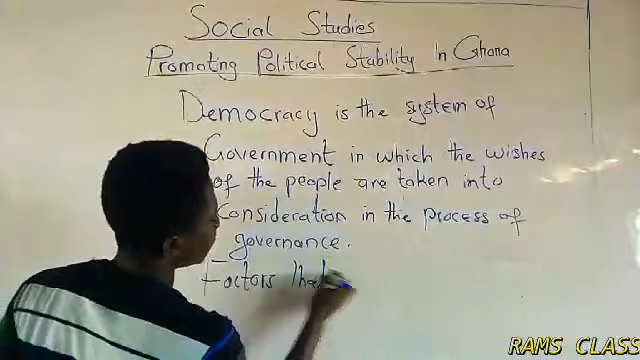 Social Studies
Promoting Political Stability in Ghana
Democracy is the system of
Government in which the wishes
of the people are taken into
consideration in the process of
governance.
Factors that
RAMS CLASS